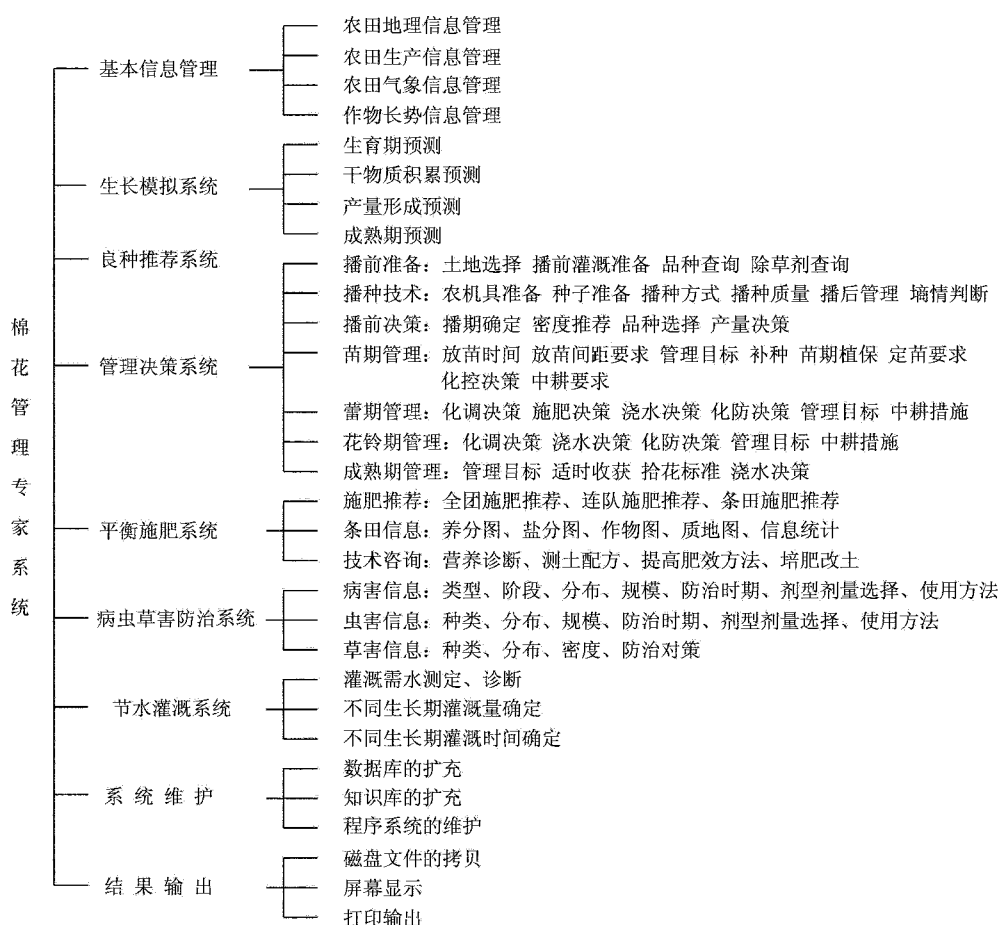 棉花管理专家系统
基本信息管理
农田地理信息管理
农田生产信息管理
农田气象信息管理
作物长势信息管理
生长模拟系统
生育期预测
干物质积累预测
产量形成预测
成熟期预测
良种推荐系统
管理决策系统
播前准备：土地选择 播前灌溉准备 品种查询 除草剂查询
播种技术：农机具准备 种子准备 播种方式 播种质量 播后管理 墒情判断
播前决策：播期确定 密度推荐 品种选择 产量决策
苗期管理：放苗时间 放苗间距要求 管理目标 补种 苗期植保 定苗要求
化控决策 中耕要求
蕾期管理：化调决策 施肥决策 浇水决策 化防决策 管理目标 中耕措施
花铃期管理：化调决策 浇水决策 化防决策 管理目标 中耕措施
成熟期管理：管理目标 适时收获 拾花标准 浇水决策
平衡施肥系统
施肥推荐：全团施肥推荐、连队施肥推荐、条田施肥推荐
条田信息：养分图、盐分图、作物图、质地图、信息统计
技术咨询：营养诊断、测土配方、提高肥效方法、培肥改土
病虫草害防治系统
病害信息：类型、阶段、分布、规模、防治时期、剂型剂量选择、使用方法
虫害信息：种类、分布、规模、防治时期、剂型剂量选择、使用方法
草害信息：种类、分布、密度、防治对策
节水灌溉系统
灌溉需水测定、诊断
不同生长期灌溉量确定
不同生长期灌溉时间确定
系统维护
数据库的扩充
知识库的扩充
程序系统的维护
结果输出
磁盘文件的拷贝
屏幕显示
打印输出